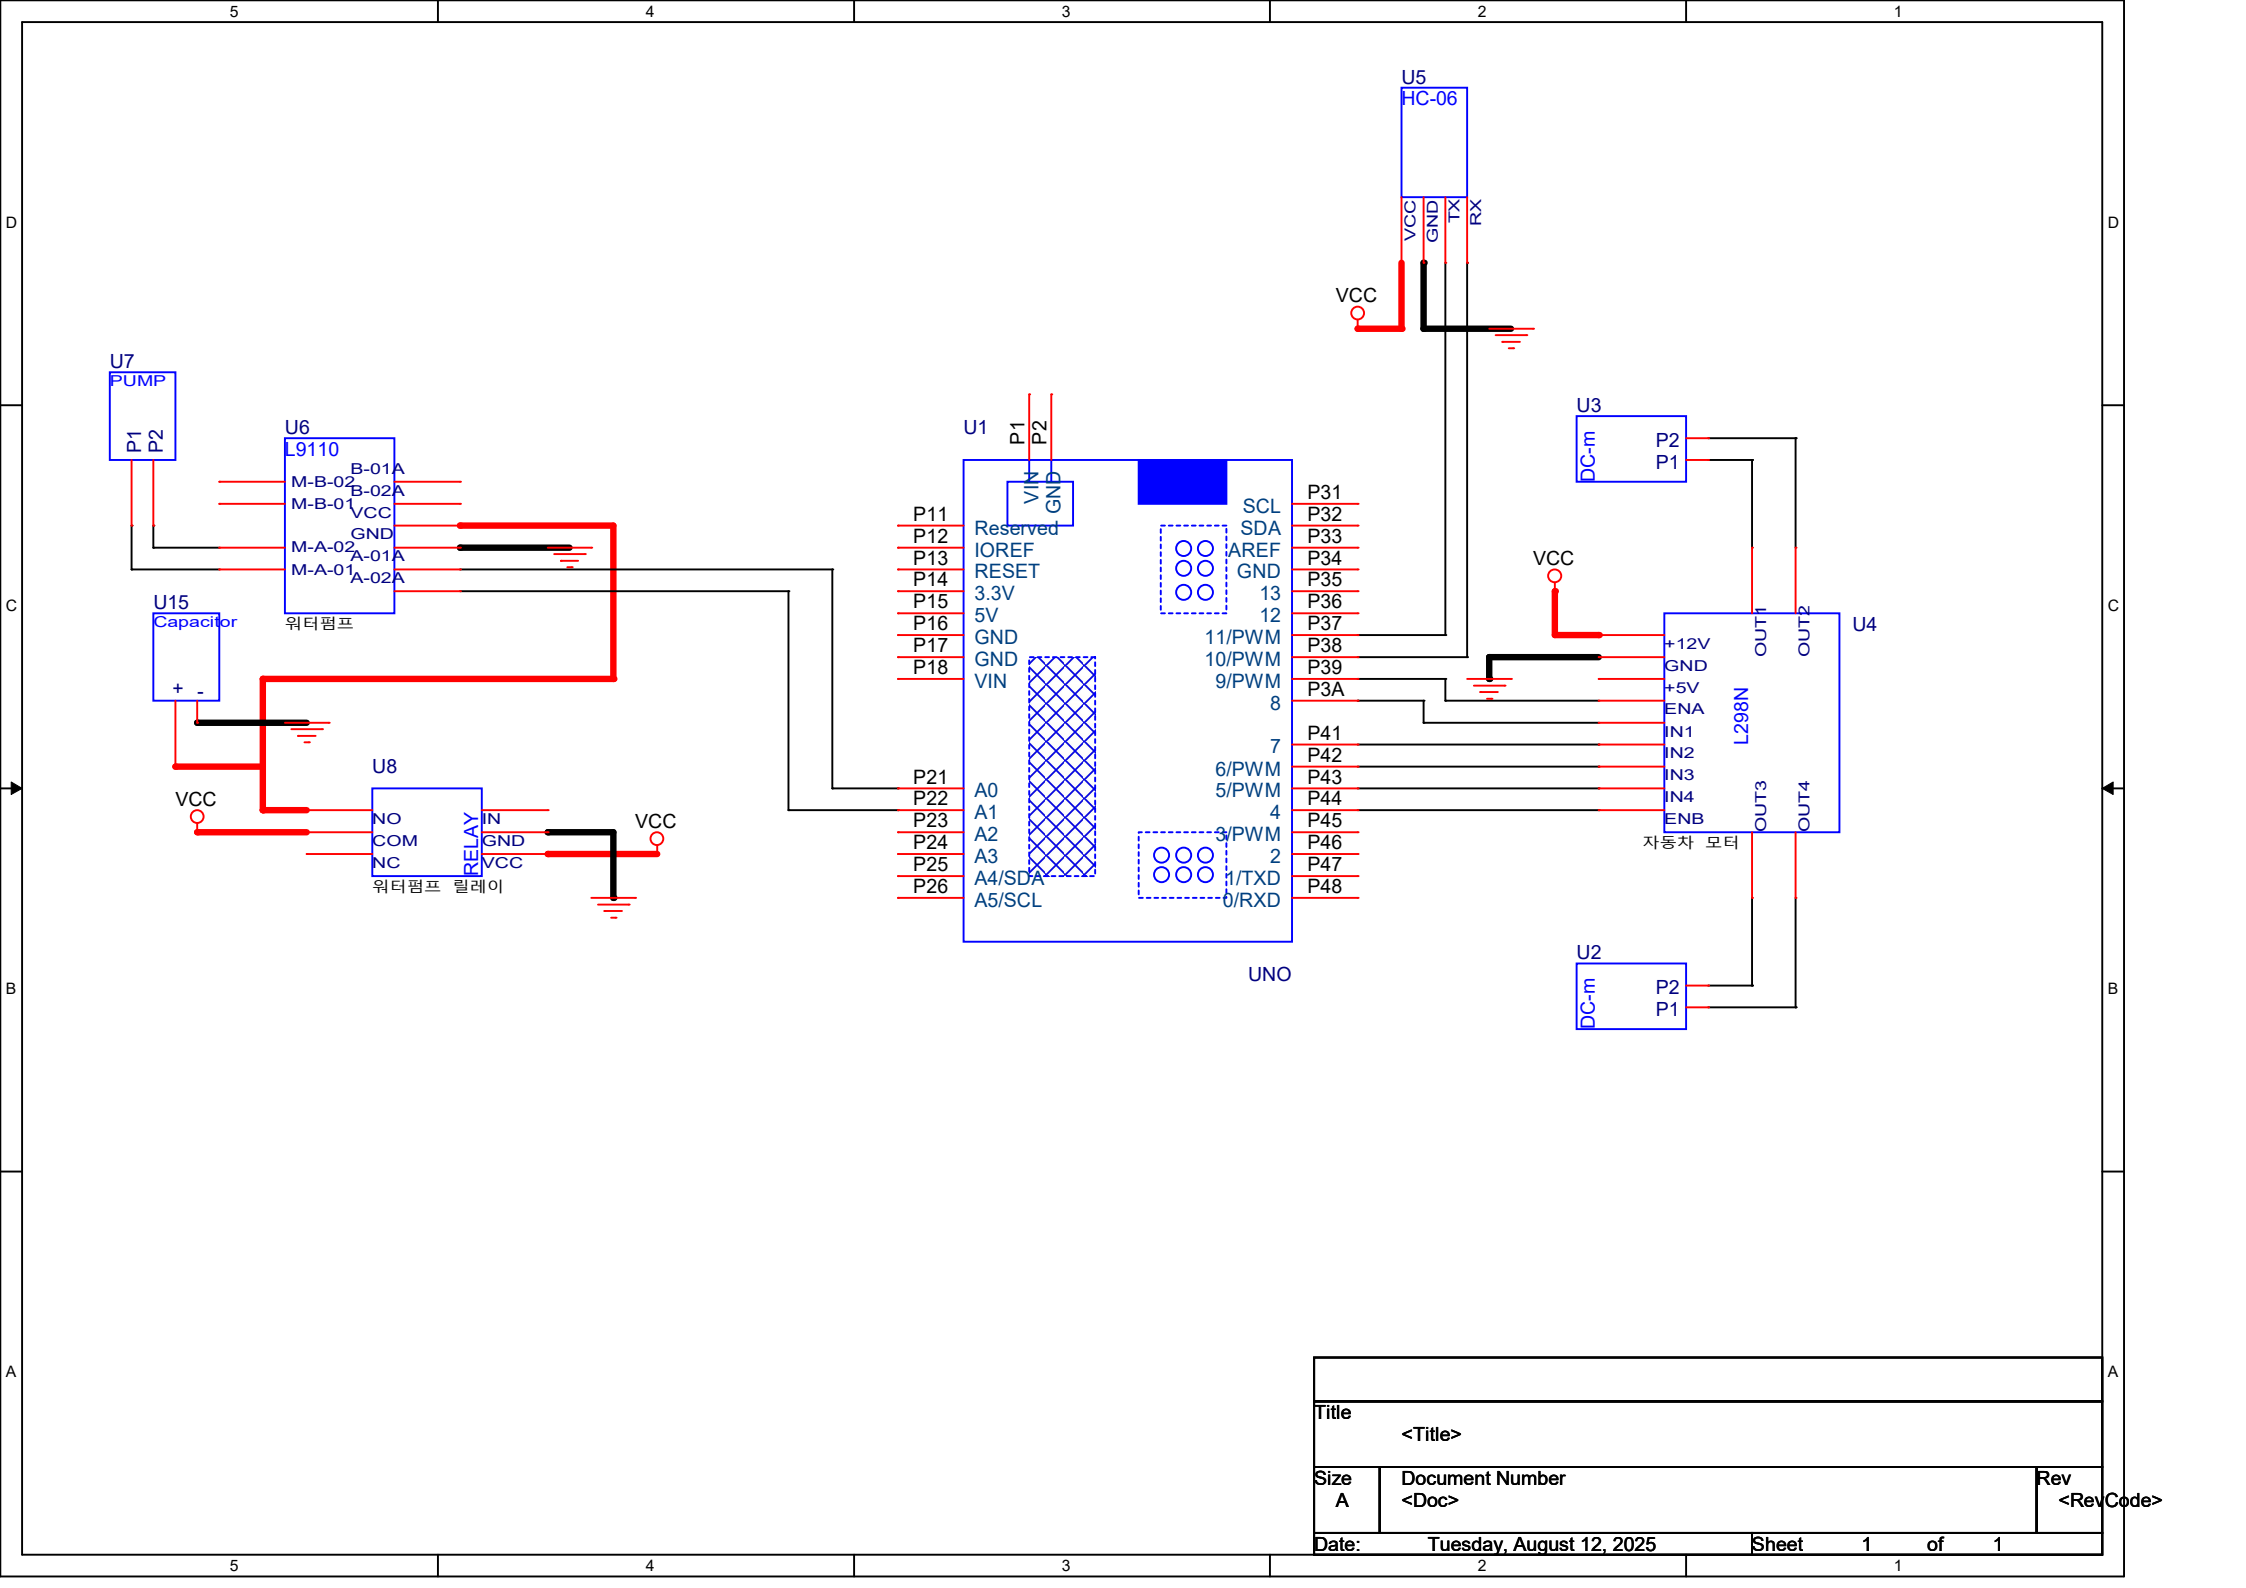 5 4 3 2 1
D
D
C
C
B
B
A
A
U5
HC-06
VCC
GND
TX
RX
VCC
U7
PUMP
P1
P2
U6
L9110
M-B-02
M-B-01
M-A-02
M-A-01
B-01A
B-02A
VCC
GND
A-01A
A-02A
워터펌프
U15
Capacitor
+ -
VCC
U8
RELAY
NO
COM
NC
IN
GND
VCC
워터펌프 릴레이
VCC
U1
P1
P2
VIN
GND
P11 Reserved
P12 IOREF
P13 RESET
P14 3.3V
P15 5V
P16 GND
P17 GND
P18 VIN
P21 A0
P22 A1
P23 A2
P24 A3
P25 A4/SDA
P26 A5/SCL
SCL P31
SDA P32
AREF P33
GND P34
13 P35
12 P36
11/PWM P37
10/PWM P38
9/PWM P39
8 P3A
7 P41
6/PWM P42
5/PWM P43
4 P44
3/PWM P45
2 P46
1/TXD P47
0/RXD P48
UNO
U3
DC-m
P2
P1
VCC
U4
L298N
OUT1
OUT2
+12V
GND
+5V
ENA
IN1
IN2
IN3
IN4
ENB
OUT3
OUT4
자동차 모터
U2
DC-m
P2
P1
Title
<Title>
Size
A
Document Number
<Doc>
Rev
<RevCode>
Date: Tuesday, August 12, 2025 Sheet 1 of 1
5 4 3 2 1